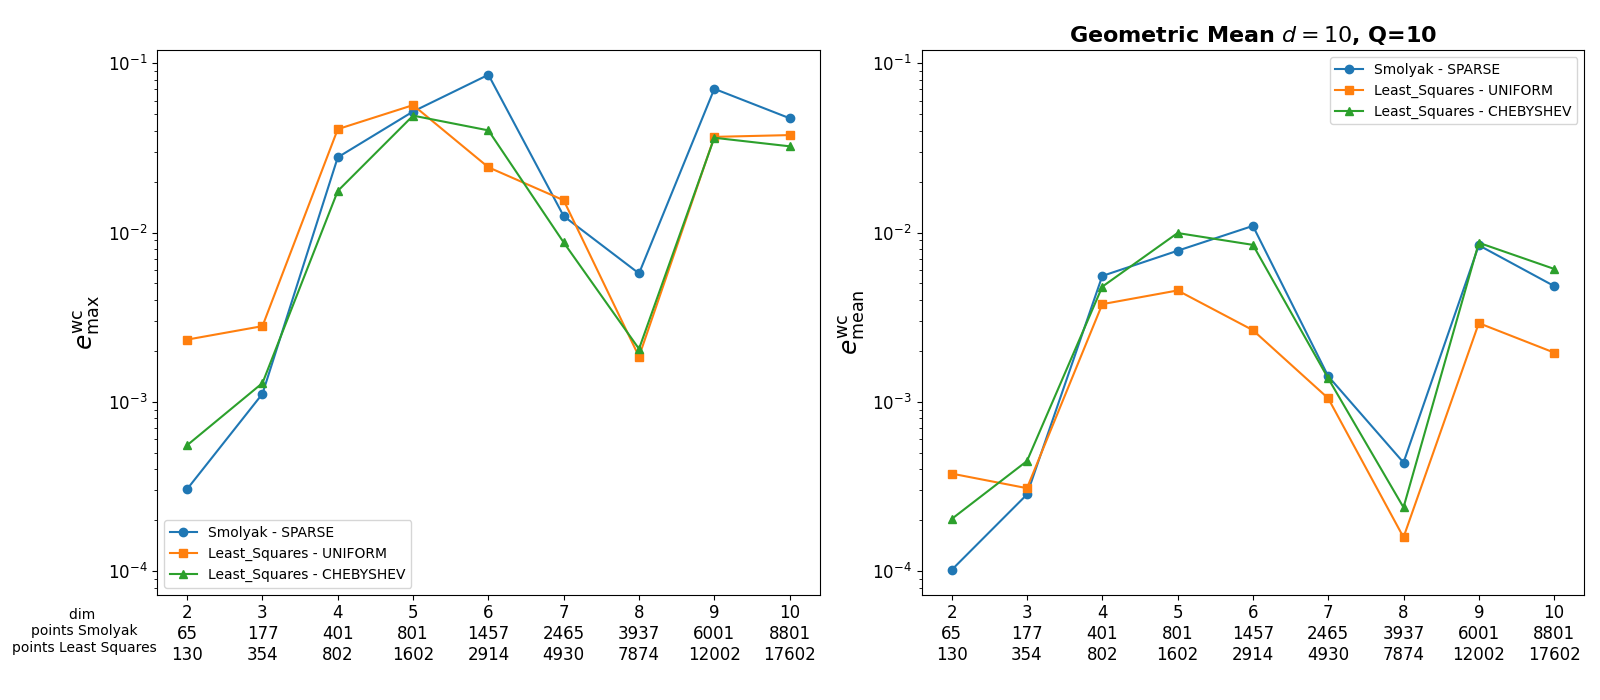 Geometric Mean d = 10, Q=10
10⁻¹
10⁻²
10⁻³
10⁻⁴
e^wc_max
Smolyak - SPARSE
Least_Squares - UNIFORM
Least_Squares - CHEBYSHEV
dim
points Smolyak
points Least Squares
2 3 4 5 6 7 8 9 10
65 177 401 801 1457 2465 3937 6001 8801
130 354 802 1602 2914 4930 7874 12002 17602
10⁻¹
10⁻²
10⁻³
10⁻⁴
e^wc_mean
Smolyak - SPARSE
Least_Squares - UNIFORM
Least_Squares - CHEBYSHEV
2 3 4 5 6 7 8 9 10
65 177 401 801 1457 2465 3937 6001 8801
130 354 802 1602 2914 4930 7874 12002 17602